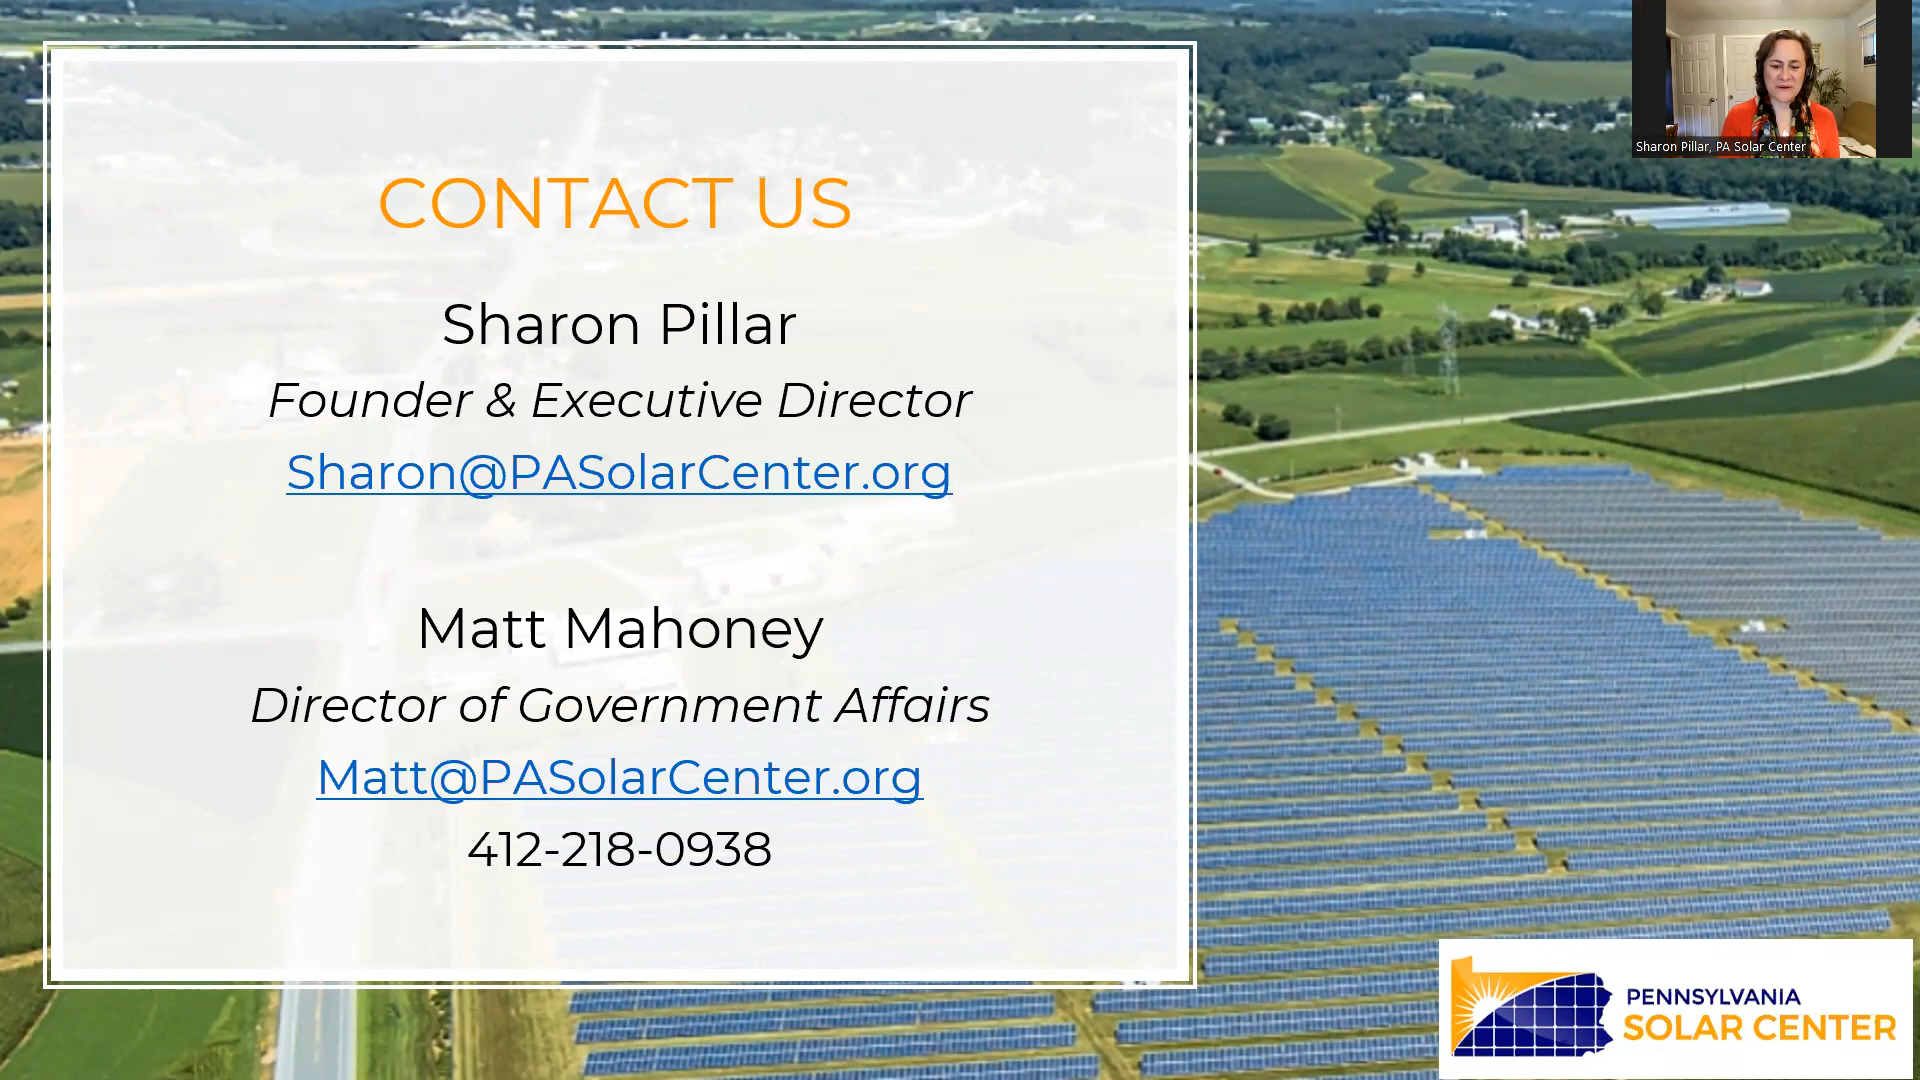 CONTACT US
Sharon Pillar
Founder & Executive Director
Sharon@PASolarCenter.org
Matt Mahoney
Director of Government Affairs
Matt@PASolarCenter.org
412-218-0938
Sharon Pillar, PA Solar Center
PENNSYLVANIA
SOLAR CENTER